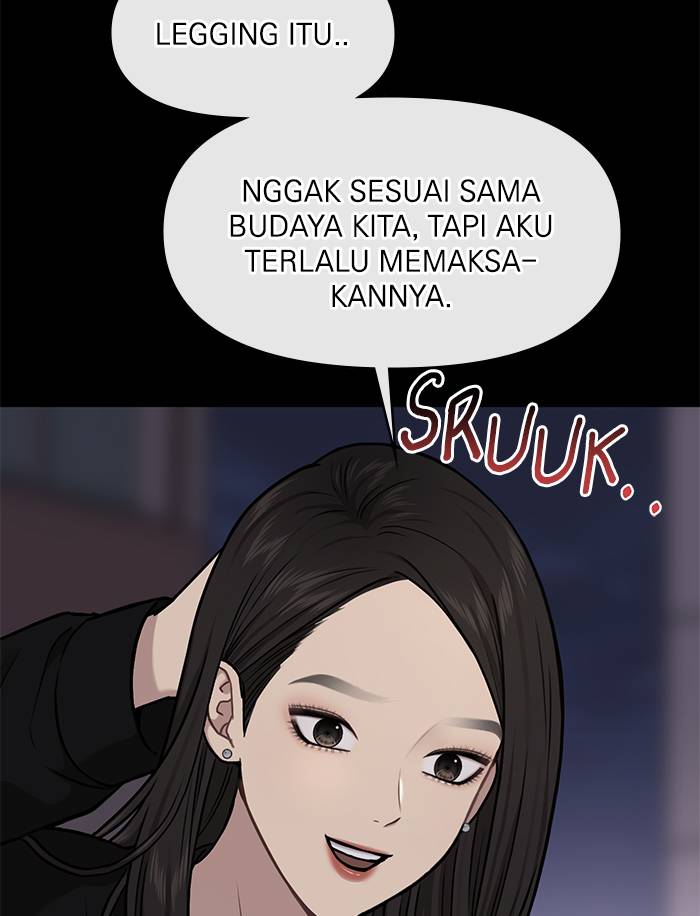 LEGGING ITU..
NGGAK SESUAI SAMA
BUDAYA KITA, TAPI AKU
TERLALU MEMAKSA-
KANNYA.
SRUUK..